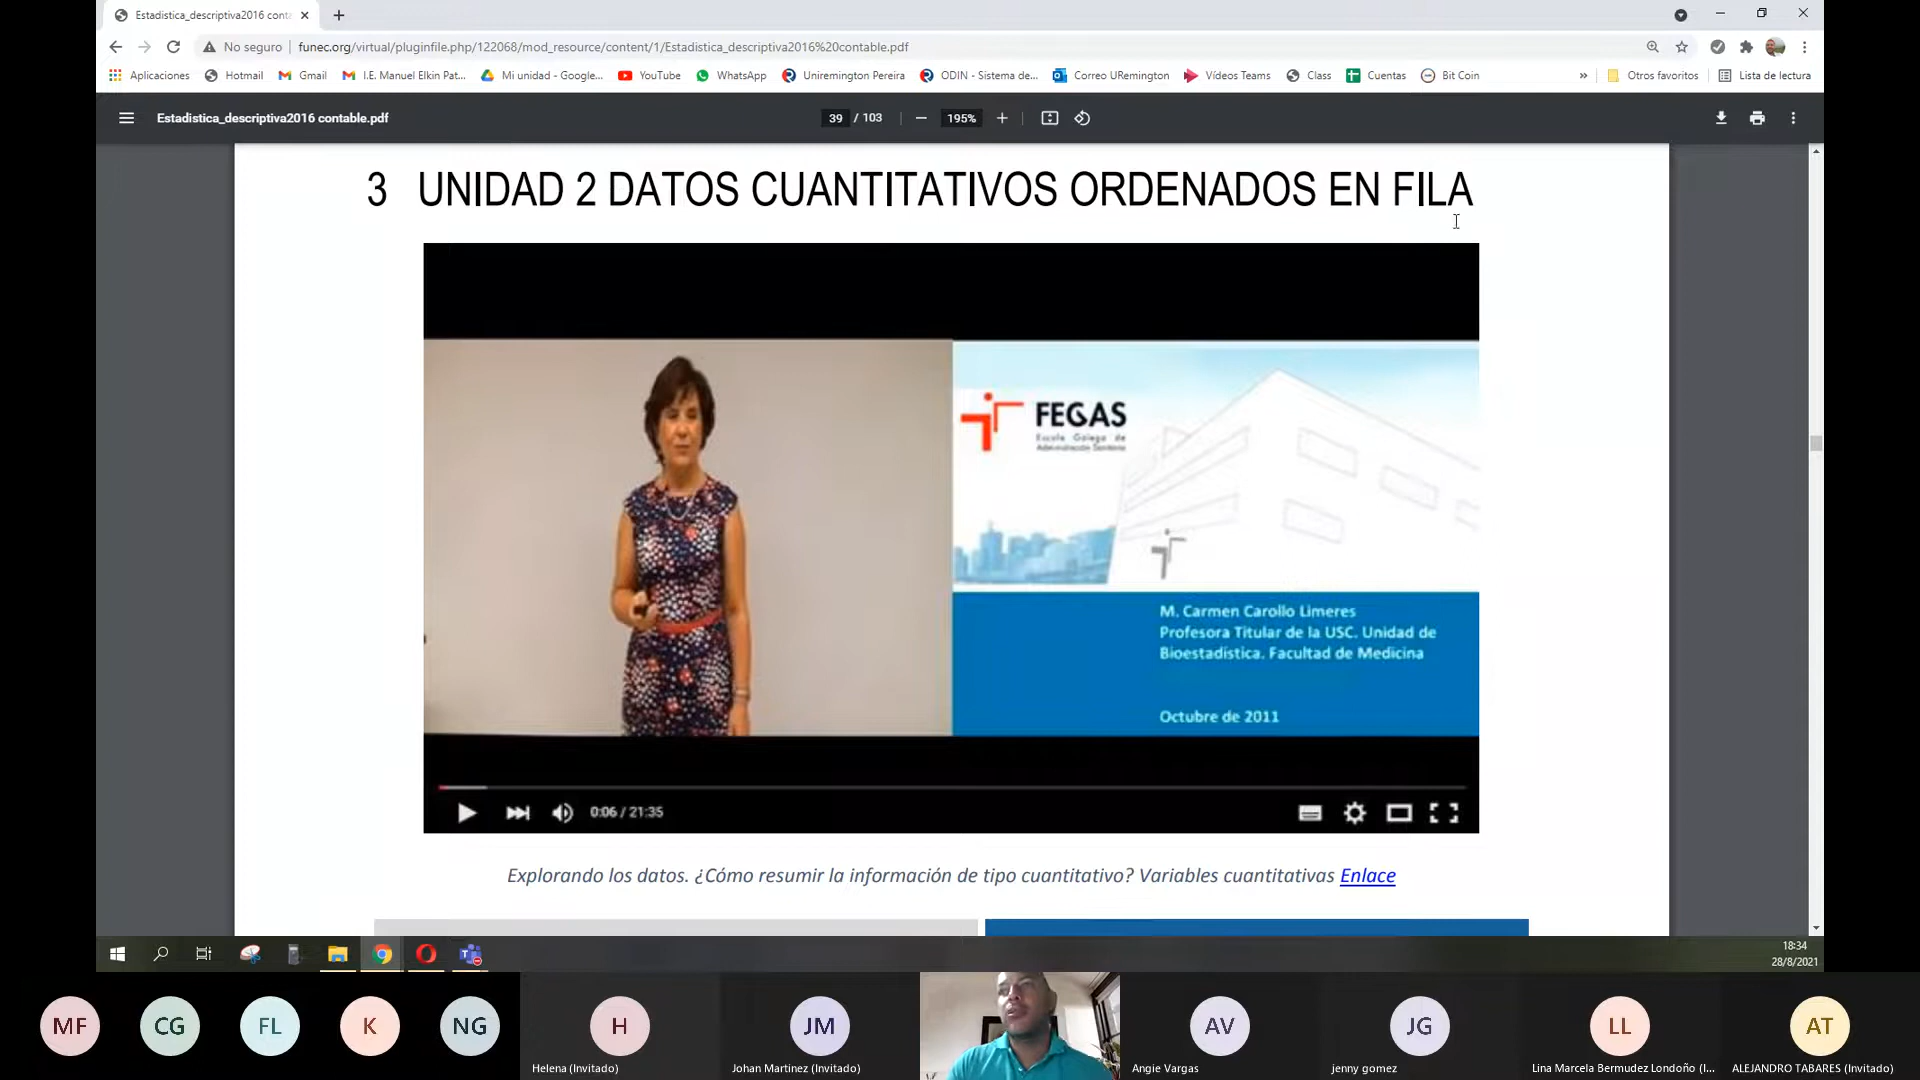 Estadistica_descriptiva2016 cont
No seguro
funec.org/virtual/pluginfile.php/122068/mod_resource/content/1/Estadistica_descriptiva2016%20contable.pdf
Aplicaciones
Hotmail
Gmail
I.E. Manuel Elkin Pat...
Mi unidad - Google...
YouTube
WhatsApp
Uniremington Pereira
ODIN - Sistema de...
Correo URemington
Vídeos Teams
Class
Cuentas
Bit Coin
»
Otros favoritos
Lista de lectura
Estadistica_descriptiva2016 contable.pdf
39 / 103
195%
3 UNIDAD 2 DATOS CUANTITATIVOS ORDENADOS EN FILA
FEGAS
Escola Galega de
Administración Sanitaria
M. Carmen Carollo Limeres
Profesora Titular de la USC. Unidad de
Bioestadística. Facultad de Medicina
Octubre de 2011
0:06 / 21:35
Explorando los datos. ¿Cómo resumir la información de tipo cuantitativo? Variables cuantitativas Enlace
18:34
28/8/2021
MF
CG
FL
K
NG
H
JM
AV
JG
LL
AT
Helena (Invitado)
Johan Martinez (Invitado)
Angie Vargas
jenny gomez
Lina Marcela Bermudez Londoño (I...
ALEJANDRO TABARES (Invitado)